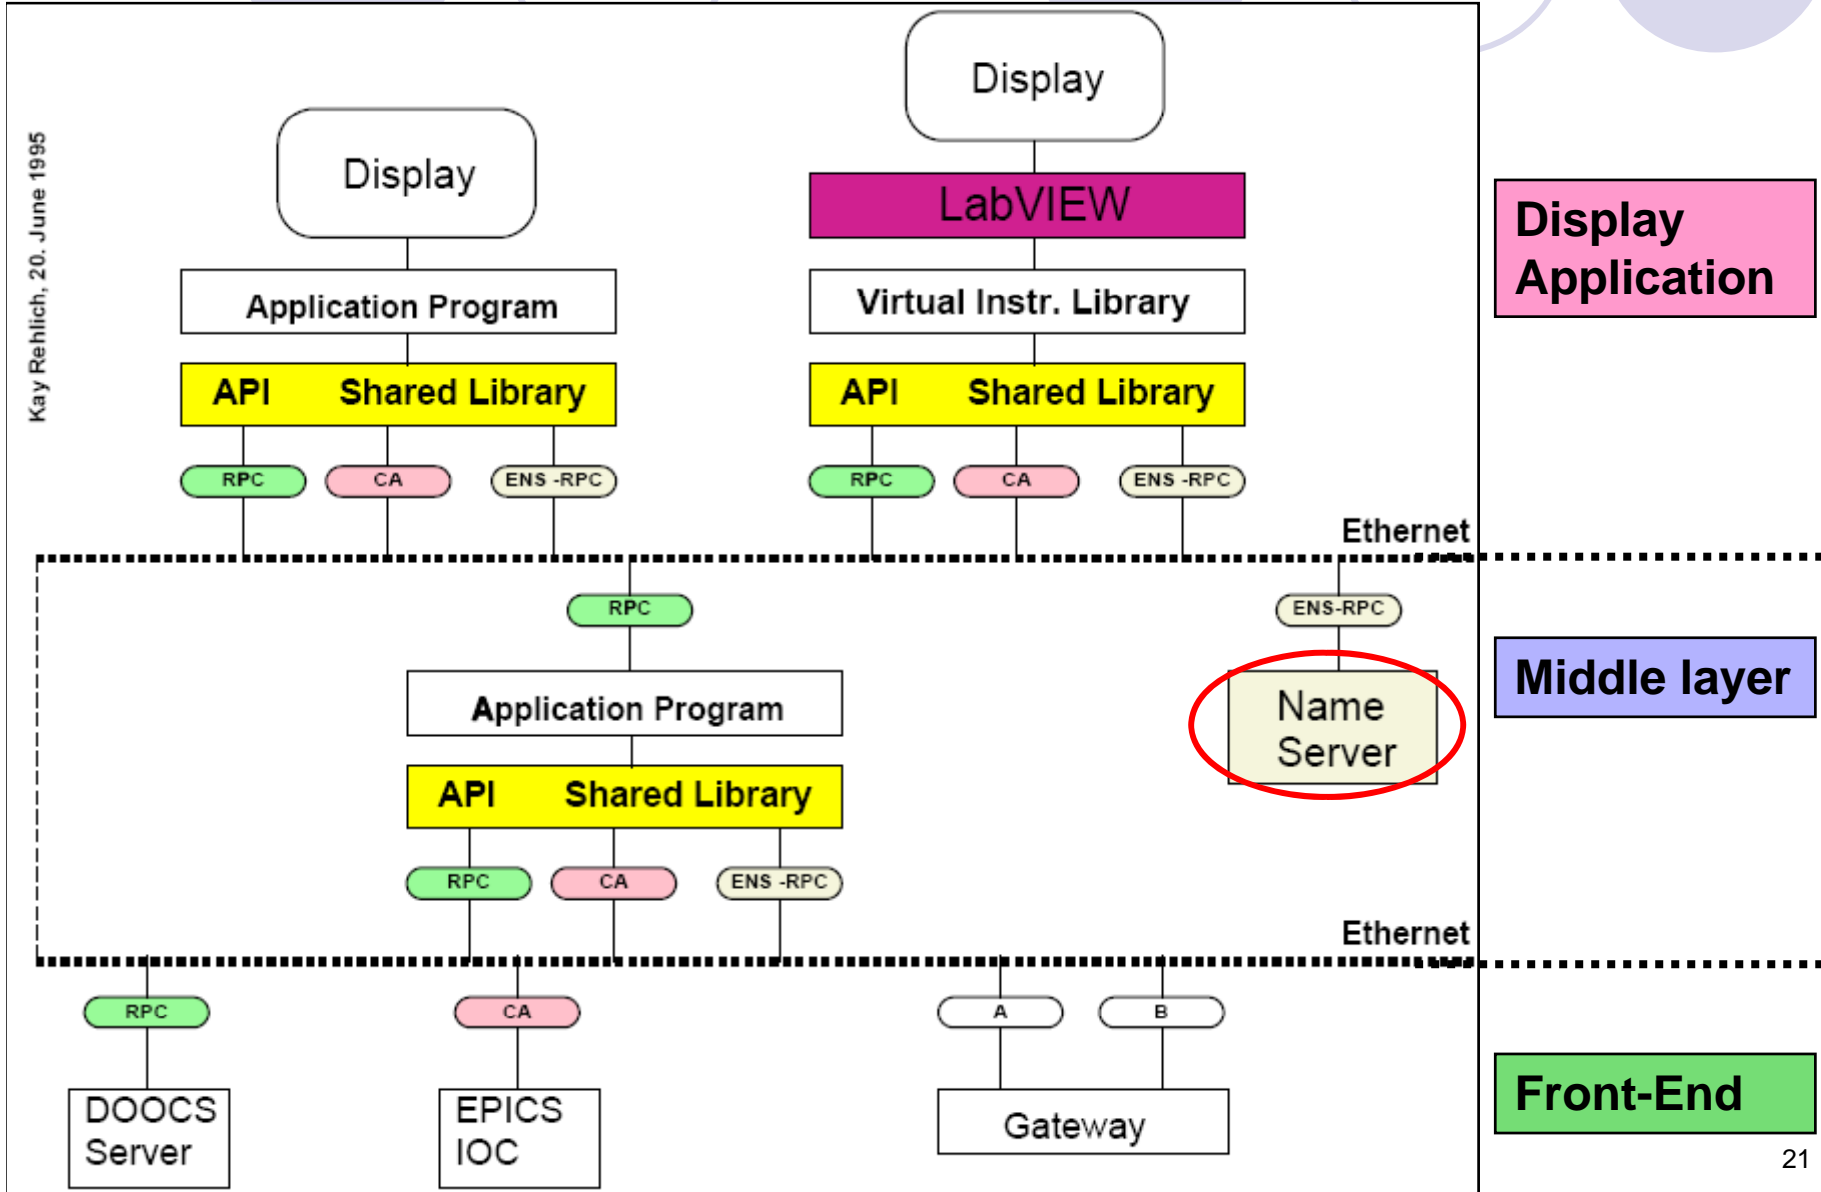 Kay Rehlich, 20. June 1995
Display
Display
LabVIEW
Application Program
Virtual Instr. Library
API Shared Library
API Shared Library
RPC
CA
ENS -RPC
RPC
CA
ENS -RPC
Display
Application
Ethernet
RPC
ENS-RPC
Application Program
Name
Server
API Shared Library
RPC
CA
ENS -RPC
Middle layer
Ethernet
RPC
CA
A
B
DOOCS
Server
EPICS
IOC
Gateway
Front-End
21